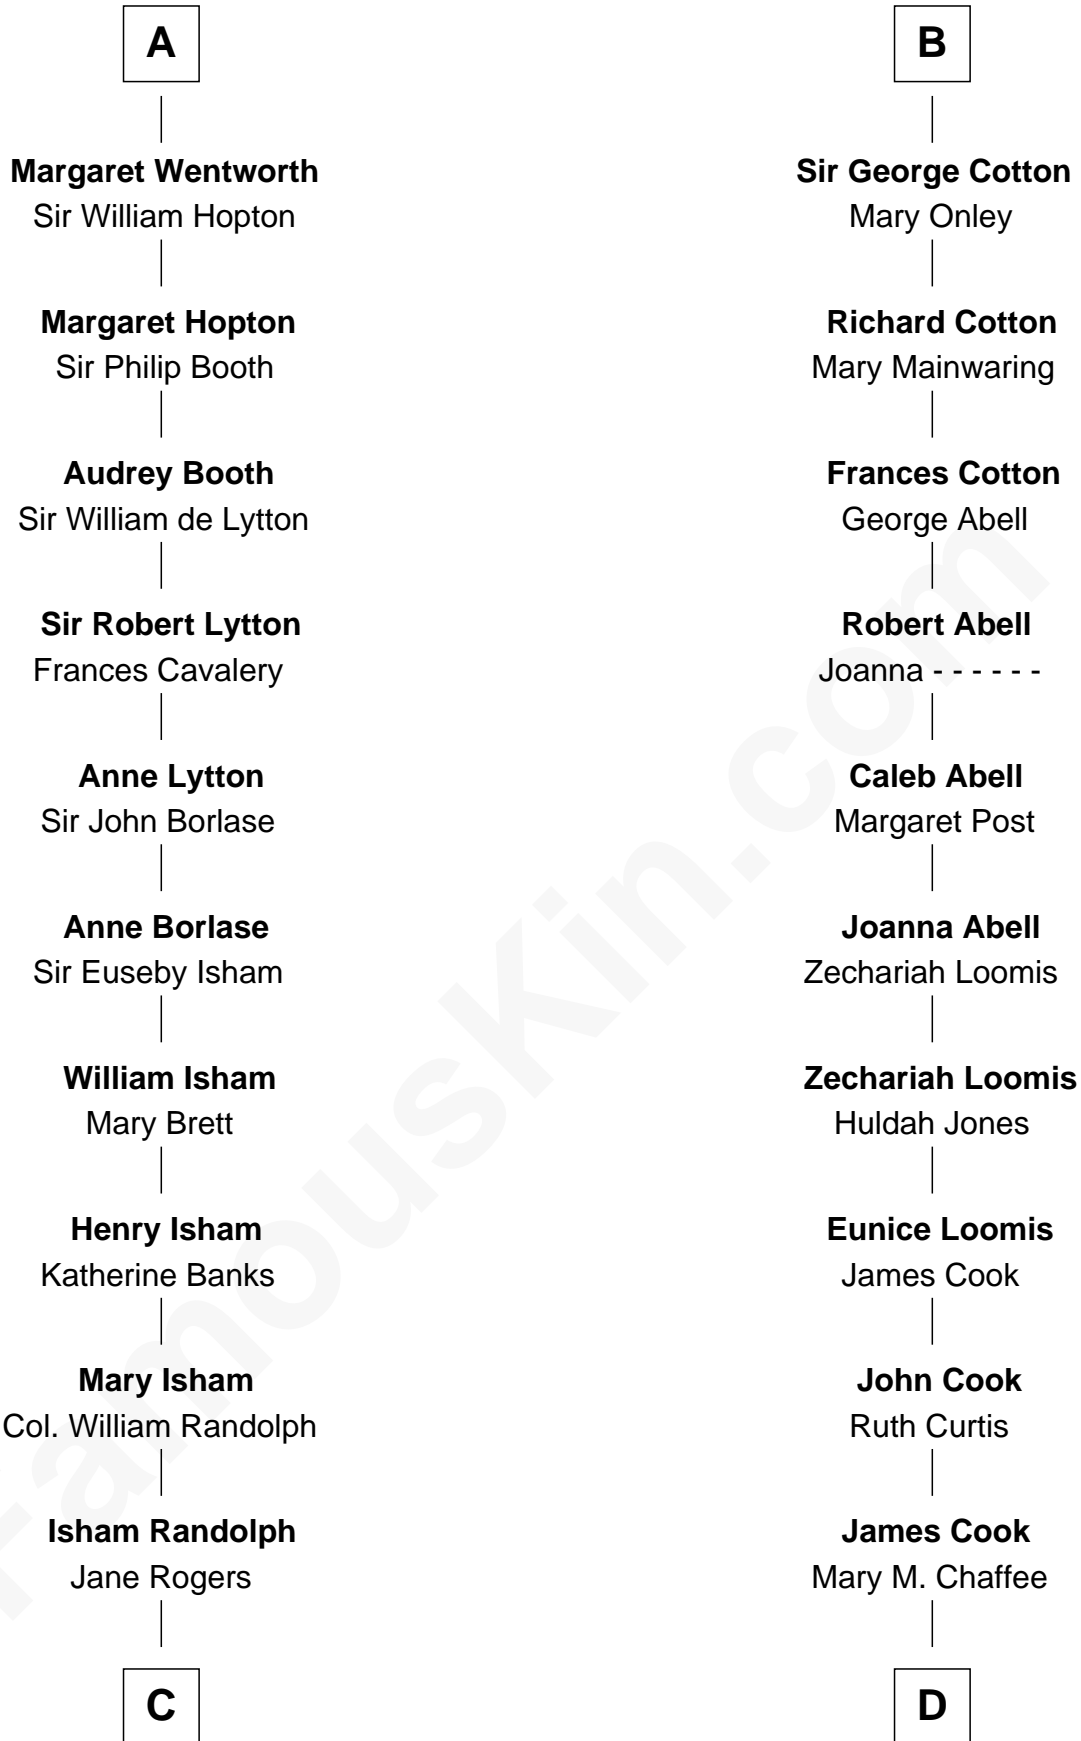 A
Margaret Wentworth
Sir William Hopton
Margaret Hopton
Sir Philip Booth
Audrey Booth
Sir William de Lytton
Sir Robert Lytton
Frances Cavalery
Anne Lytton
Sir John Borlase
Anne Borlase
Sir Euseby Isham
William Isham
Mary Brett
Henry Isham
Katherine Banks
Mary Isham
Col. William Randolph
Isham Randolph
Jane Rogers
C
B
Sir George Cotton
Mary Onley
Richard Cotton
Mary Mainwaring
Frances Cotton
George Abell
Robert Abell
Joanna - - - - - -
Caleb Abell
Margaret Post
Joanna Abell
Zechariah Loomis
Zechariah Loomis
Huldah Jones
Eunice Loomis
James Cook
John Cook
Ruth Curtis
James Cook
Mary M. Chaffee
D
FamousKin.com